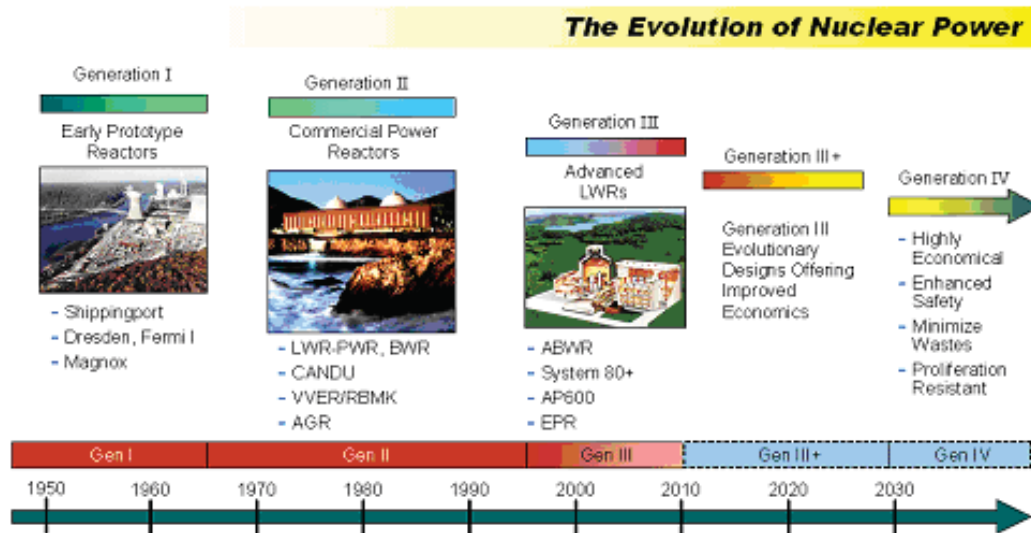 The Evolution of Nuclear Power
Generation I
Early Prototype
Reactors
- Shippingport
- Dresden, Fermi I
- Magnox
Generation II
Commercial Power
Reactors
- LWR-PWR, BWR
- CANDU
- VVER/RBMK
- AGR
Generation III
Advanced
LWRs
- ABWR
- System 80+
- AP600
- EPR
Generation III+
Generation III
Evolutionary
Designs Offering
Improved
Economics
Generation IV
- Highly
Economical
- Enhanced
Safety
- Minimize
Wastes
- Proliferation
Resistant
Gen I Gen II Gen III Gen III+ Gen IV
1950 1960 1970 1980 1990 2000 2010 2020 2030